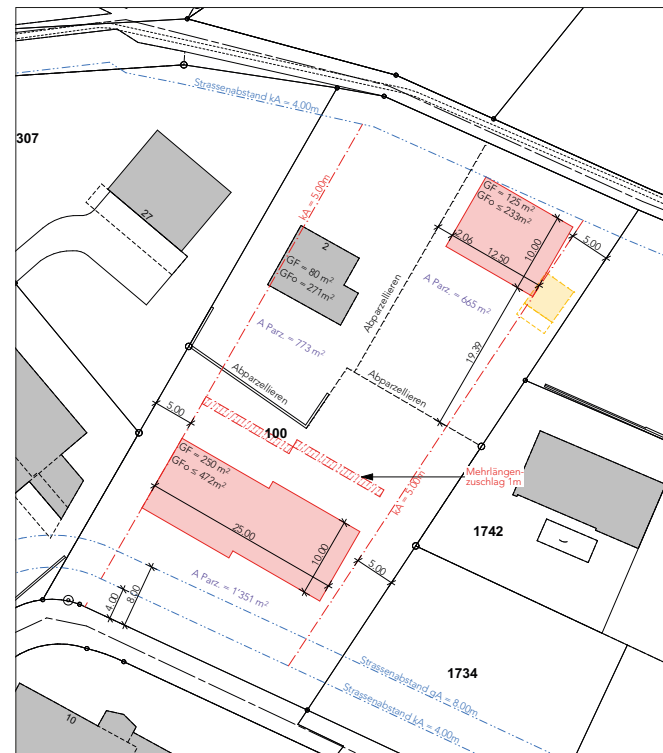 Strassenabstand kA = 4.00m
307
27
kA = 5.00m
GF = 125 m²
GFo ≤ 233m²
2.06
12.50
10.00
5.00
2
GF = 80 m²
GFo = 271m²
Abparzellieren
A Parz. = 665 m²
A Parz. = 773 m²
19.39
Abparzellieren
Abparzellieren
5.00
100
GF = 250 m²
GFo ≤ 472m²
Mehrlängen-
zuschlag 1m
kA = 5.00m
25.00
10.00
1742
5.00
A Parz. = 1'351 m²
4.00
8.00
Strassenabstand gA = 8.00m
Strassenabstand kA = 4.00m
1734
10